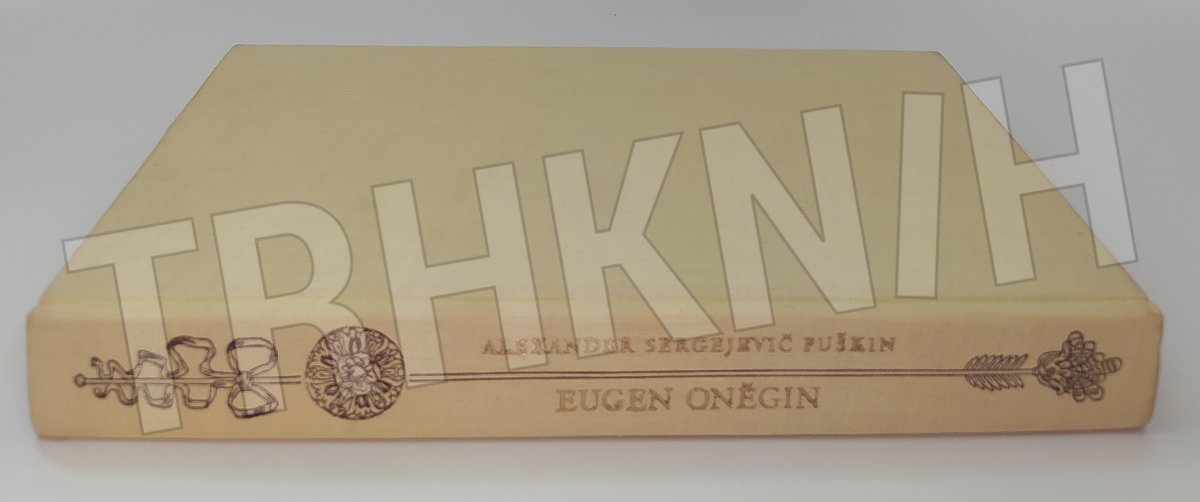 TRHKNIH
ALEXANDER SERGEJEVIČ PUŠKIN
EUGEN ONĚGIN